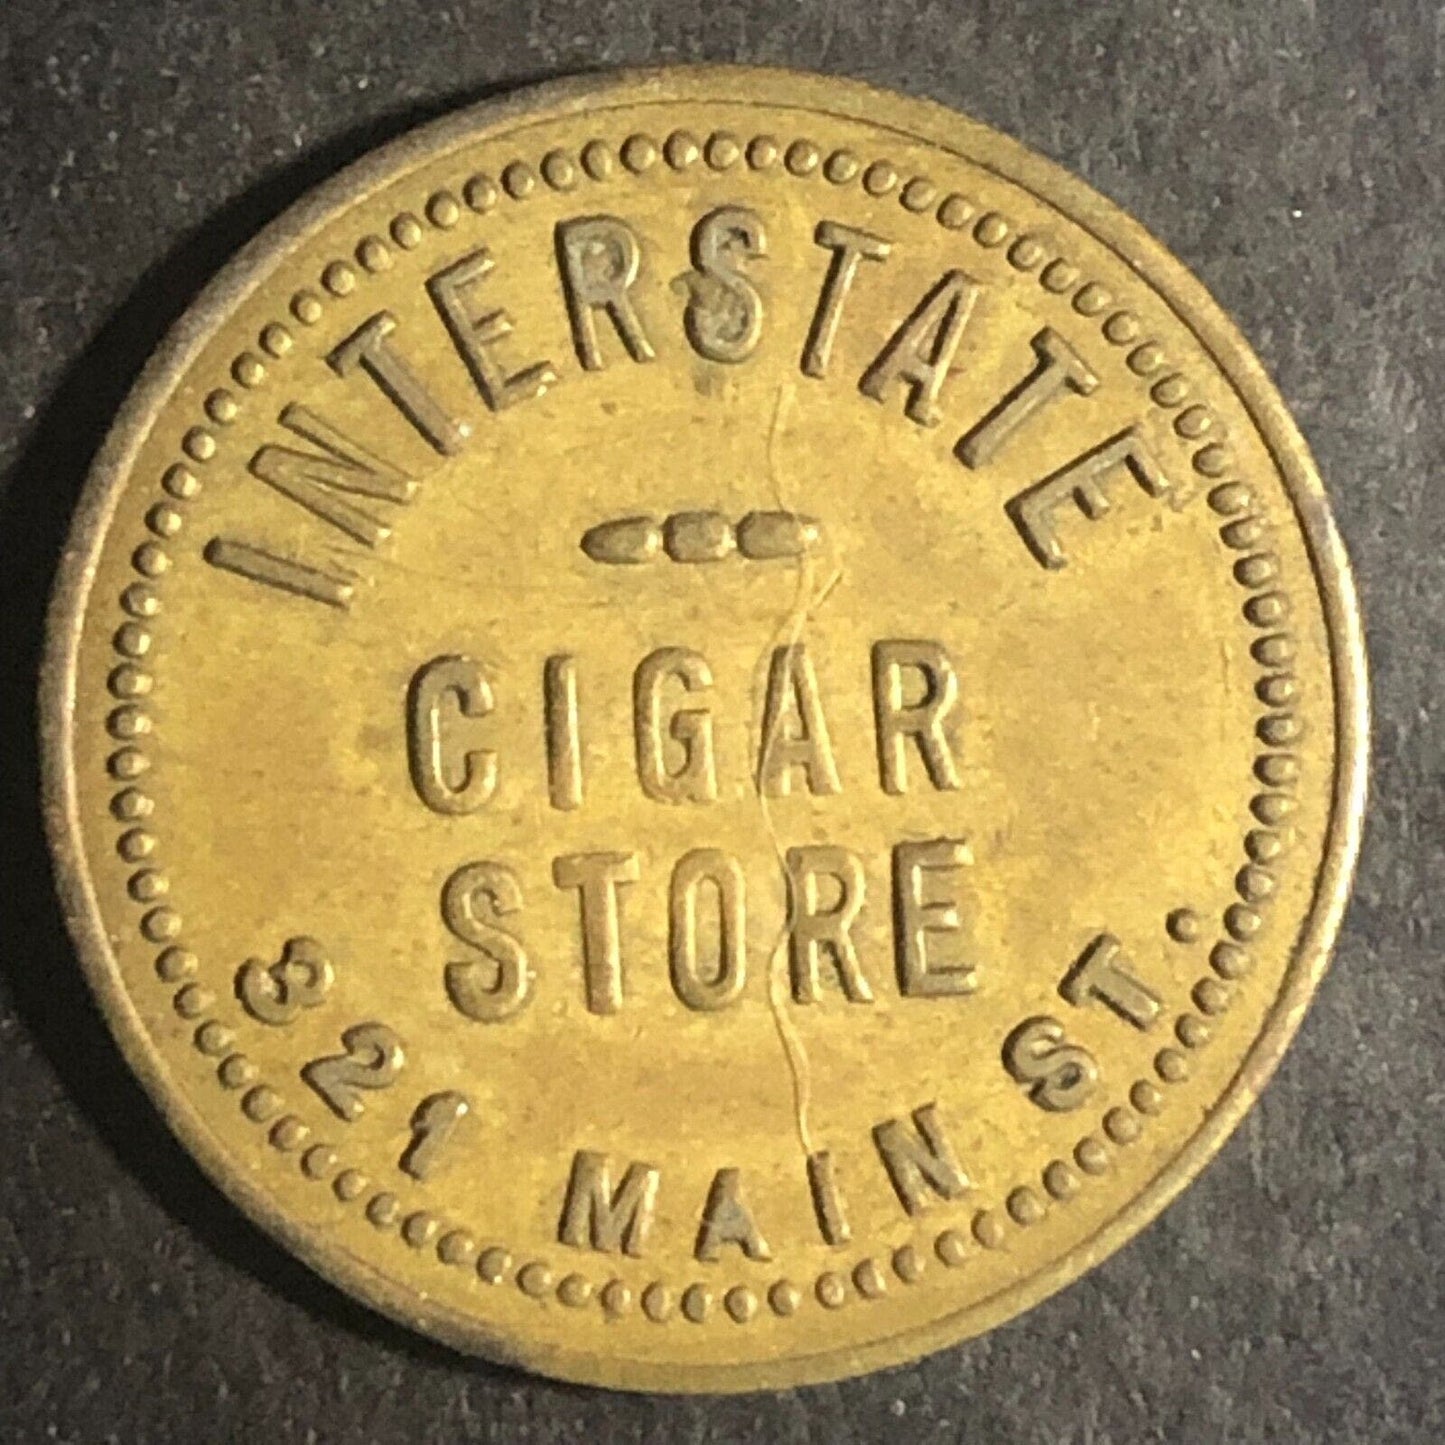 INTERSTATE
CIGAR
STORE
321 MAIN ST.